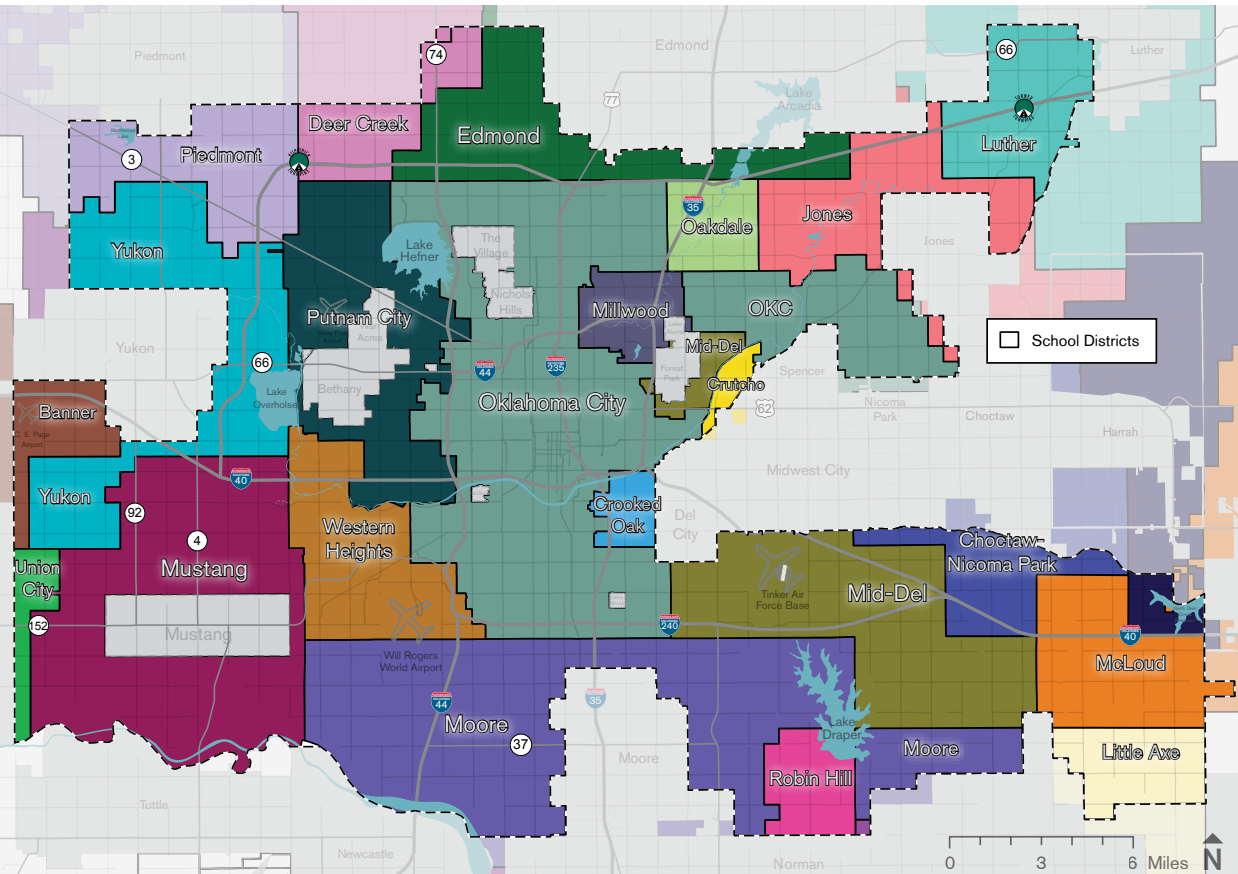 Piedmont
74
Edmond
66
Luther
77
Lake
Arcadia
Deer Creek
Edmond
3
Piedmont
Luther
35
Oakdale
Jones
Jones
Yukon
Lake
Hefner
The
Village
Nichols
Hills
Putnam City
Millwood
OKC
Acres
School Districts
Yukon
66
44
235
Mid-Del
Forest
Park
Spencer
Crutcho
Bethany
Lake
Overholser
Oklahoma City
62
Nicoma
Park
Choctaw
Harrah
Banner
C. E. Page
Airport
Midwest City
40
Yukon
92
4
Western
Heights
Crooked
Oak
Del
City
Choctaw-
Nicoma Park
Mustang
Union
City
Mustang
152
Tinker Air
Force Base
Mid-Del
240
40
McLoud
Will Rogers
World Airport
44
35
Moore
37
Moore
Lake
Draper
Moore
Little Axe
Robin Hill
Tuttle
Newcastle
Norman
0 3 6 Miles
N